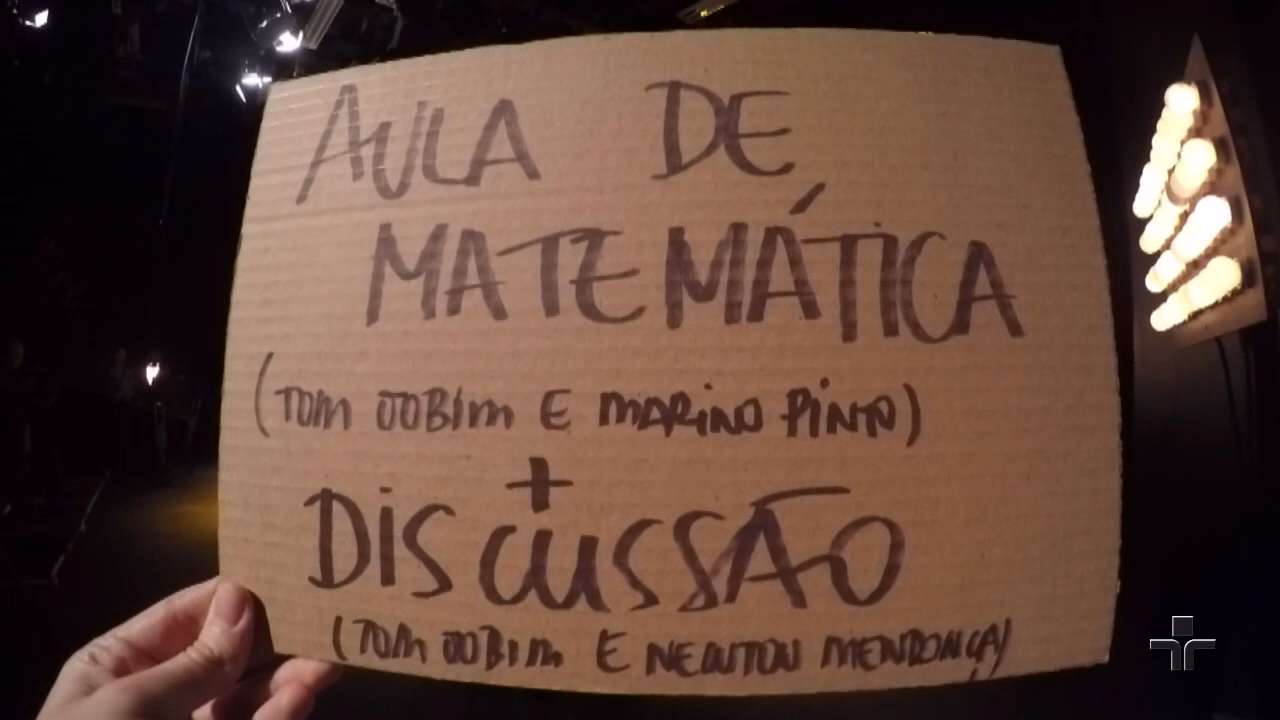 AULA DE
MATEMÁTICA
(TOM JOBIM E MARINO PINTO)
+
DISCUSSÃO
(TOM JOBIM E NEWTON MENDONÇA)